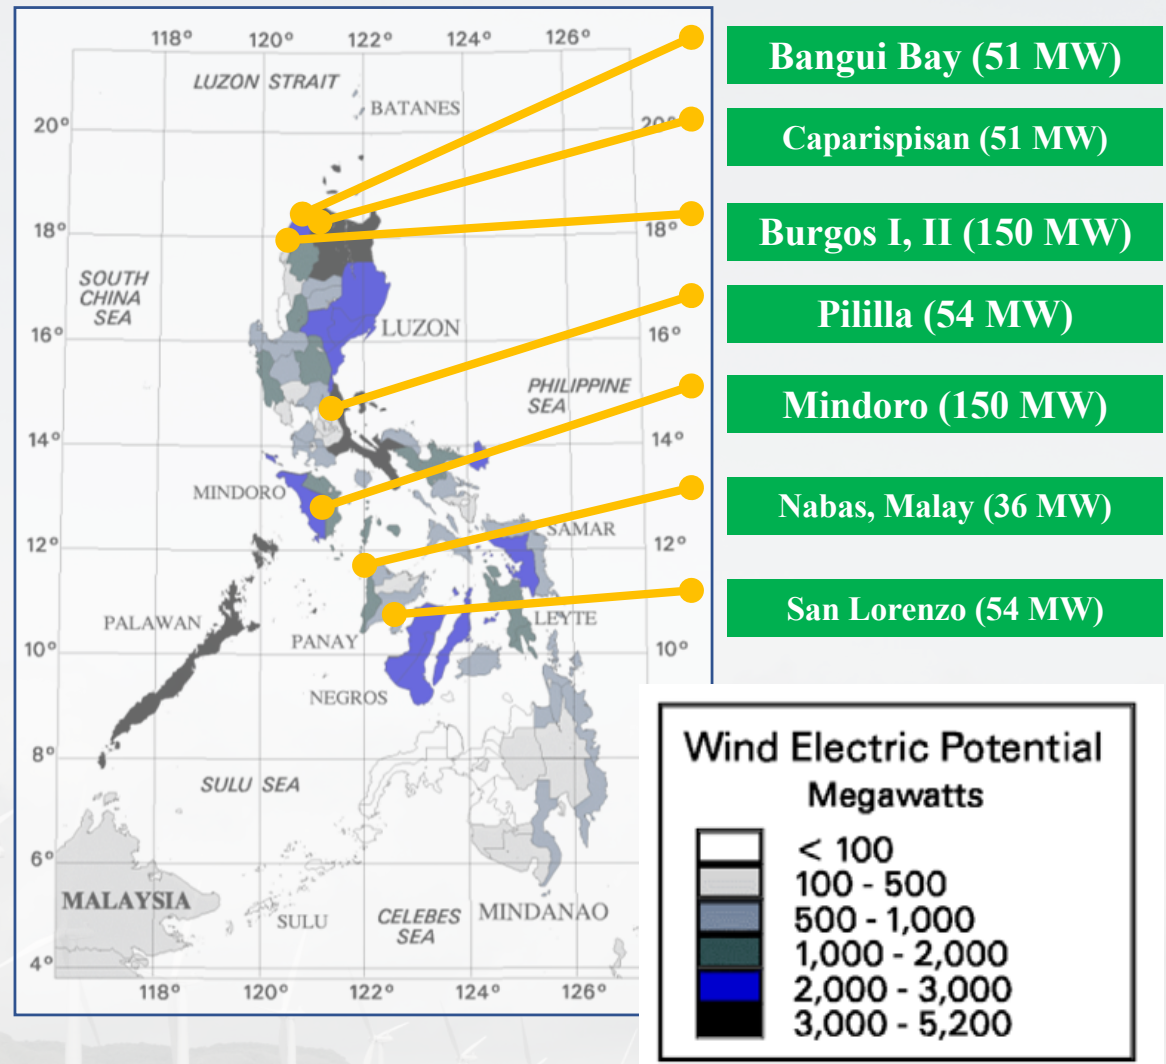 118°
120°
122°
124°
126°
LUZON STRAIT
BATANES
20°
20°
18°
18°
SOUTH
CHINA
SEA
LUZON
16°
16°
PHILIPPINE
SEA
14°
14°
MINDORO
SAMAR
12°
12°
PALAWAN
LEYTE
PANAY
10°
10°
NEGROS
8°
SULU SEA
6°
MALAYSIA
SULU
CELEBES
SEA
MINDANAO
4°
118°
120°
122°
124°
126°
Bangui Bay (51 MW)
Caparispisan (51 MW)
Burgos I, II (150 MW)
Pililla (54 MW)
Mindoro (150 MW)
Nabas, Malay (36 MW)
San Lorenzo (54 MW)
Wind Electric Potential
Megawatts
< 100
100 - 500
500 - 1,000
1,000 - 2,000
2,000 - 3,000
3,000 - 5,200